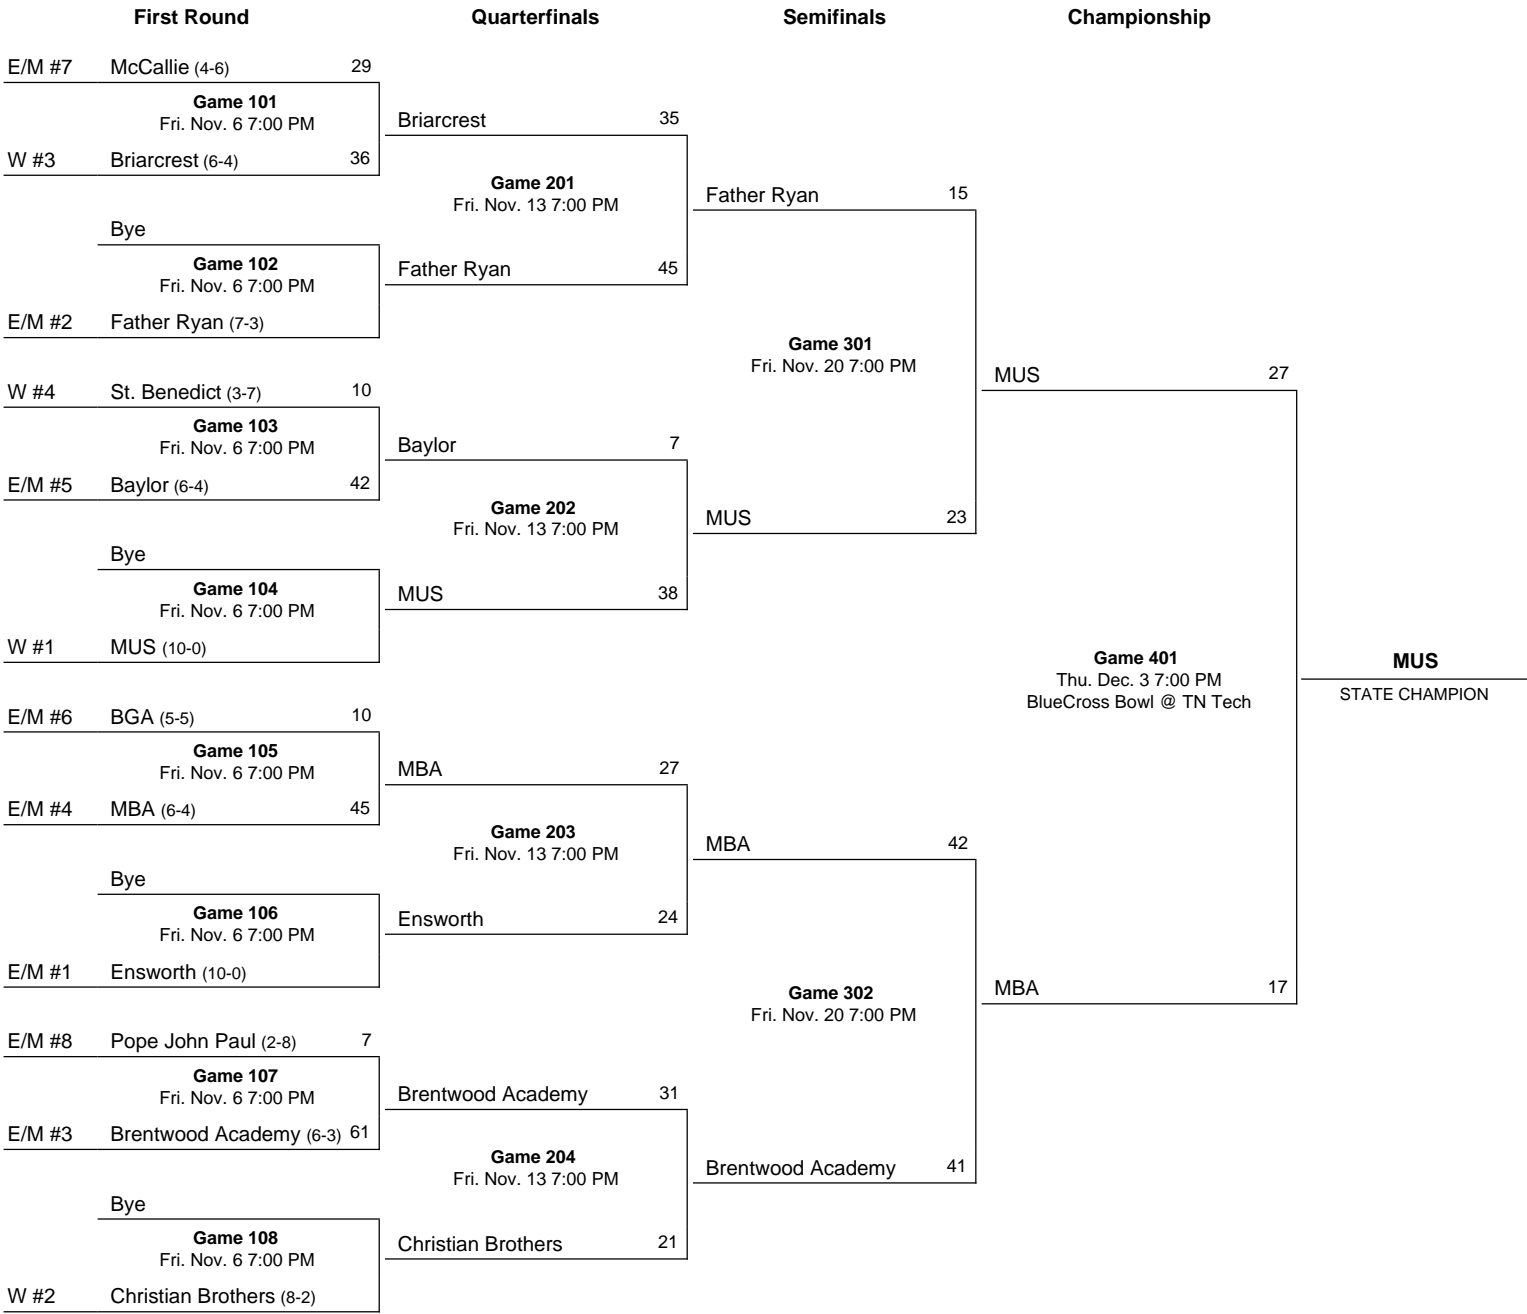 First Round Quarterfinals Semifinals Championship
E/M #7 McCallie (4-6) 29
Game 101
Fri. Nov. 6 7:00 PM
W #3 Briarcrest (6-4) 36
Bye
Game 102
Fri. Nov. 6 7:00 PM
E/M #2 Father Ryan (7-3)
W #4 St. Benedict (3-7) 10
Game 103
Fri. Nov. 6 7:00 PM
E/M #5 Baylor (6-4) 42
Bye
Game 104
Fri. Nov. 6 7:00 PM
W #1 MUS (10-0)
E/M #6 BGA (5-5) 10
Game 105
Fri. Nov. 6 7:00 PM
E/M #4 MBA (6-4) 45
Bye
Game 106
Fri. Nov. 6 7:00 PM
E/M #1 Ensworth (10-0)
E/M #8 Pope John Paul (2-8) 7
Game 107
Fri. Nov. 6 7:00 PM
E/M #3 Brentwood Academy (6-3) 61
Bye
Game 108
Fri. Nov. 6 7:00 PM
W #2 Christian Brothers (8-2)
Briarcrest 35
Game 201
Fri. Nov. 13 7:00 PM
Father Ryan 45
Baylor 7
Game 202
Fri. Nov. 13 7:00 PM
MUS 38
MBA 27
Game 203
Fri. Nov. 13 7:00 PM
Ensworth 24
Brentwood Academy 31
Game 204
Fri. Nov. 13 7:00 PM
Christian Brothers 21
Father Ryan 15
Game 301
Fri. Nov. 20 7:00 PM
MUS 23
MBA 42
Game 302
Fri. Nov. 20 7:00 PM
Brentwood Academy 41
MUS 27
Game 401
Thu. Dec. 3 7:00 PM
BlueCross Bowl @ TN Tech
MBA 17
MUS
STATE CHAMPION